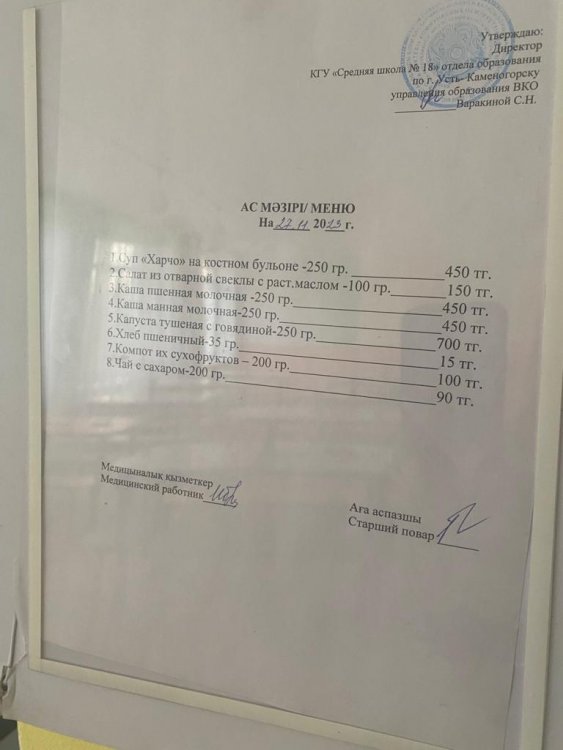 Утверждаю:
Директор
КГУ «Средняя школа № 18» отдела образования
по г. Усть- Каменогорску
управления образования ВКО
Варакиной С.Н.
АС МӘЗІРІ/ МЕНЮ
На 27.11 2023 г.
1.Суп «Харчо» на костном бульоне -250 гр. 450 тг.
2.Салат из отварной свеклы с раст.маслом -100 гр. 150 тг.
3.Каша пшенная молочная -250 гр. 450 тг.
4.Каша манная молочная-250 гр. 450 тг.
5.Капуста тушеная с говядиной-250 гр. 700 тг.
6.Хлеб пшеничный-35 гр. 15 тг.
7.Компот их сухофруктов – 200 гр. 100 тг.
8.Чай с сахаром-200 гр. 90 тг.
Медициналық қызметкер
Медицинский работник
Аға аспазшы
Старший повар